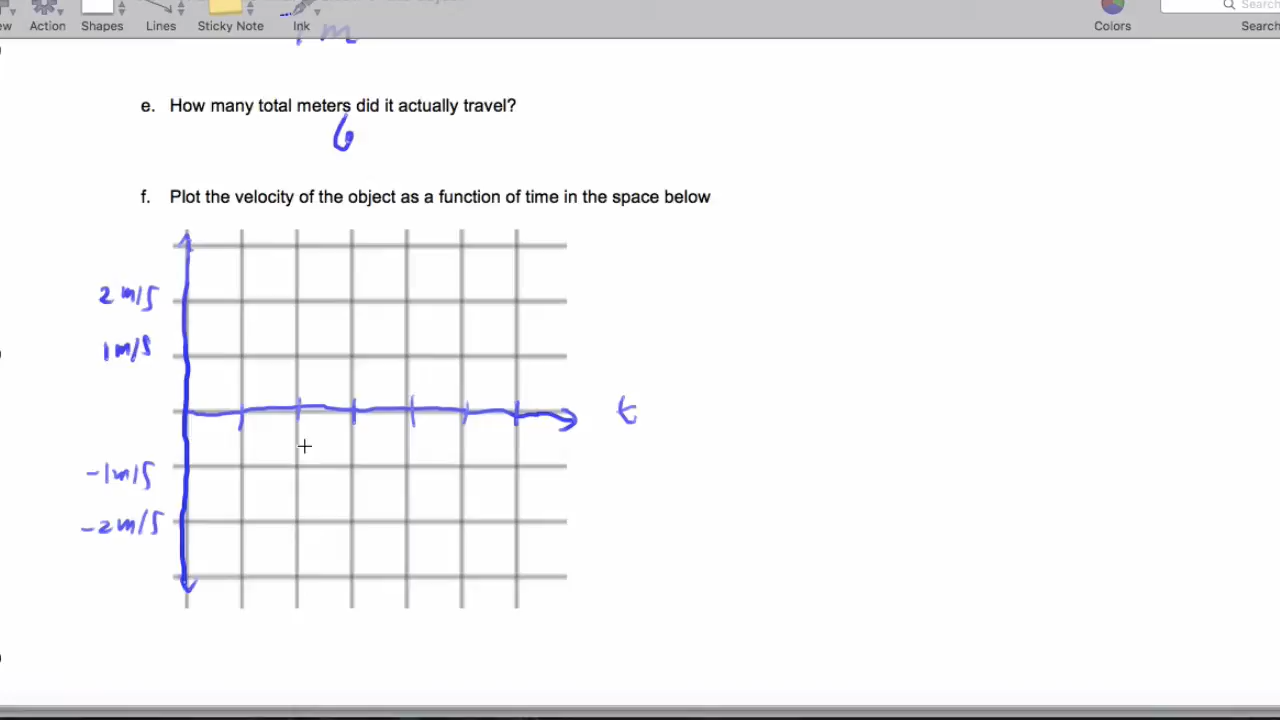 Action Shapes Lines Sticky Note Ink Colors Search
Search
m
e. How many total meters did it actually travel?
6
f. Plot the velocity of the object as a function of time in the space below
2 m/s
1 m/s
t
-1 m/s
-2 m/s